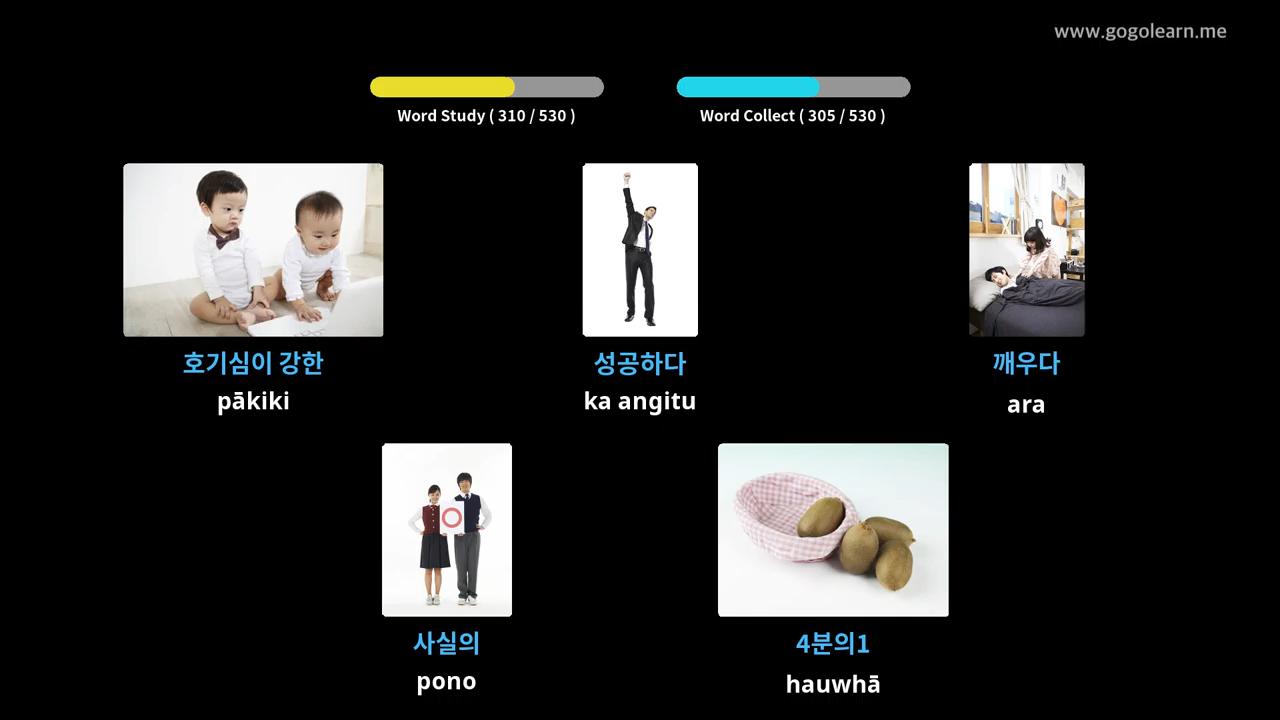 www.gogolearn.me
Word Study ( 310 / 530 )
Word Collect ( 305 / 530 )
호기심이 강한
pākiki
성공하다
ka angitu
깨우다
ara
사실의
pono
4분의1
hauwhā